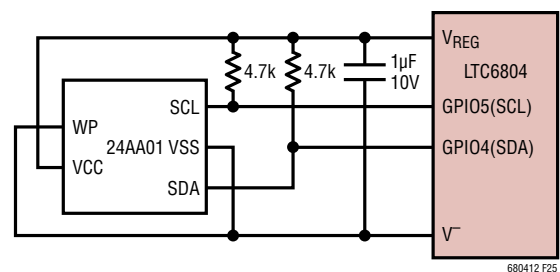 VREG
4.7k
4.7k
1µF
10V
LTC6804
SCL
GPIO5(SCL)
WP
24AA01 VSS
GPIO4(SDA)
VCC
SDA
V–
680412 F25